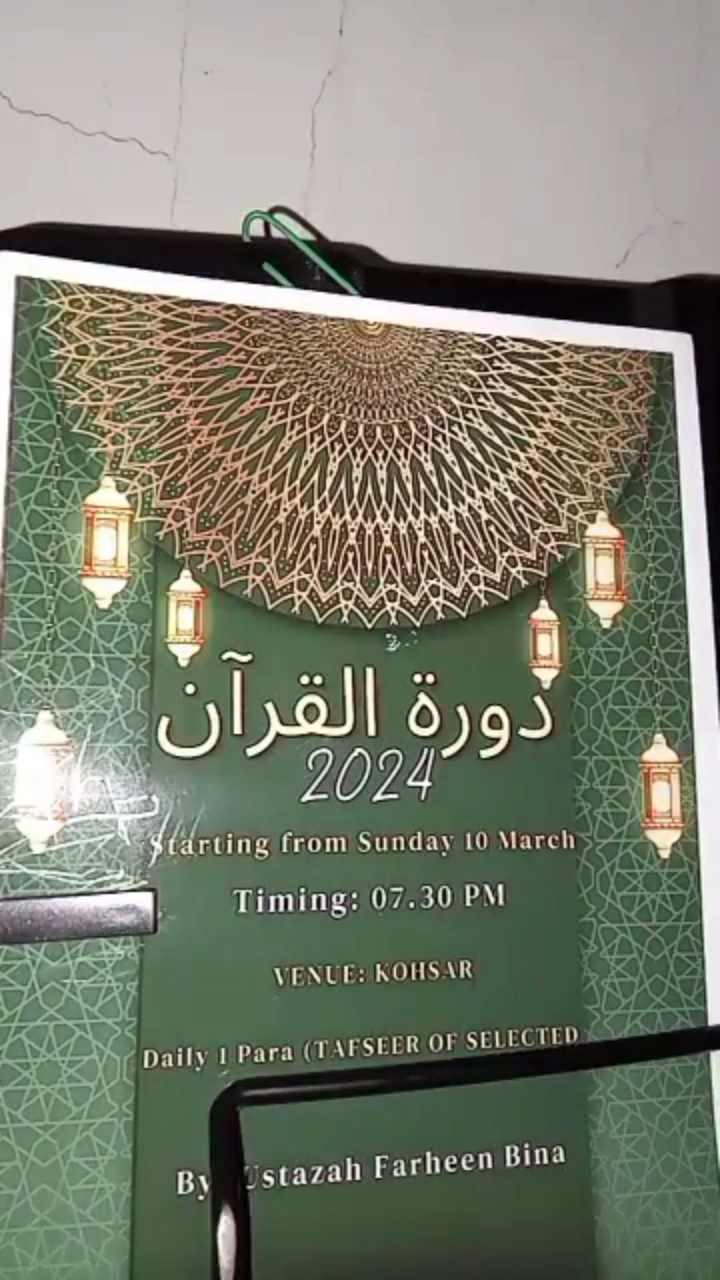 دورة القرآن
2024
Starting from Sunday 10 March
Timing: 07.30 PM
VENUE: KOHSAR
Daily 1 Para (TAFSEER OF SELECTED
By Ustazah Farheen Bina